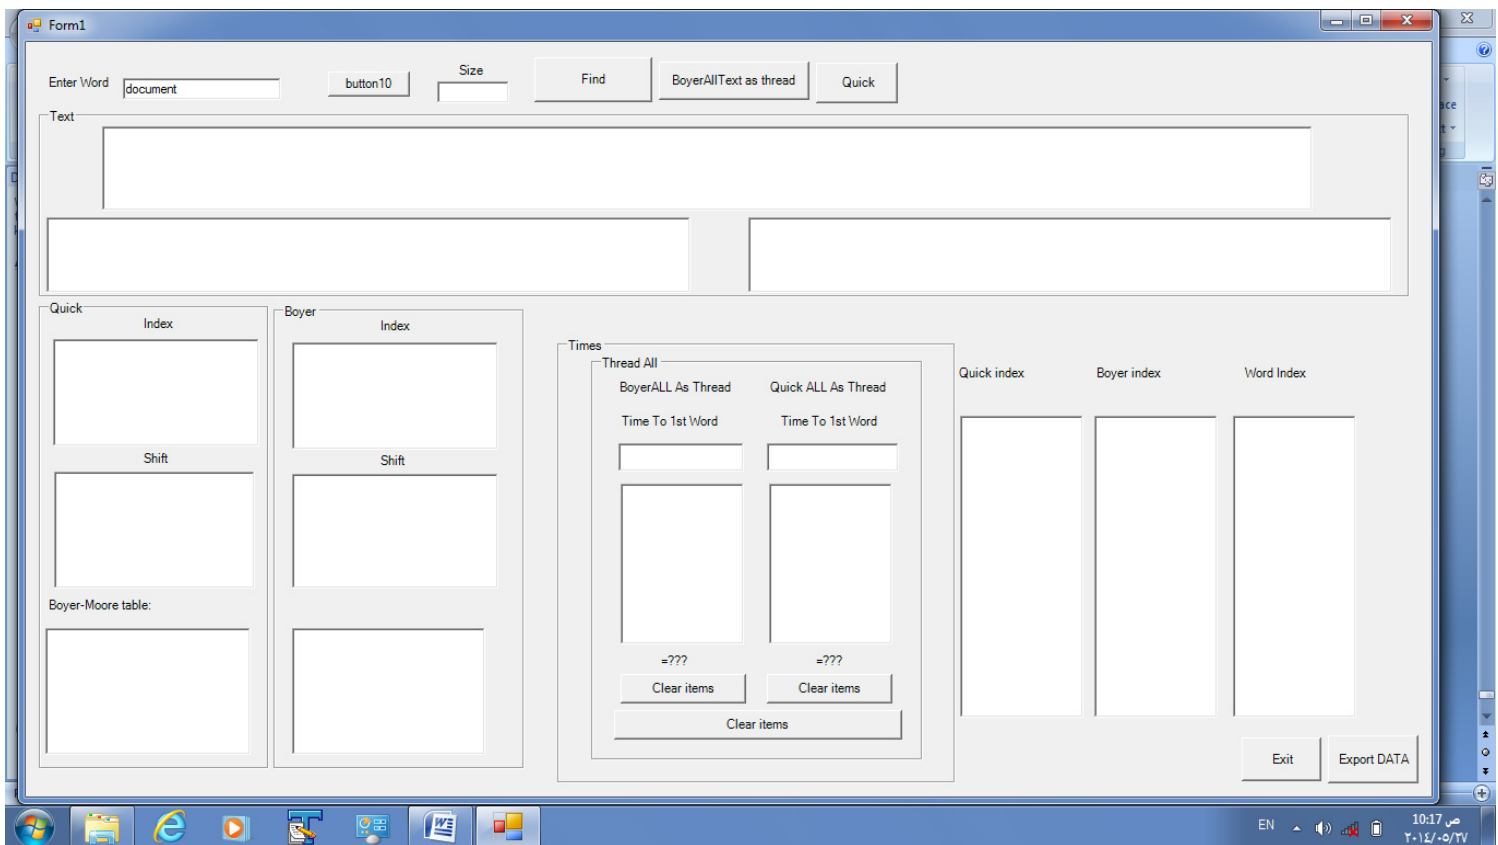 Form1
Enter Word
document
button10
Size
Find
BoyerAllText as thread
Quick
Text
Quick
Index
Shift
Boyer-Moore table:
Boyer
Index
Shift
Times
Thread All
BoyerALL As Thread
Quick ALL As Thread
Time To 1st Word
Time To 1st Word
=???
=???
Clear items
Clear items
Clear items
Quick index
Boyer index
Word Index
Exit
Export DATA
EN
10:17 ص
٢٠١٤/٠٥/٢٧